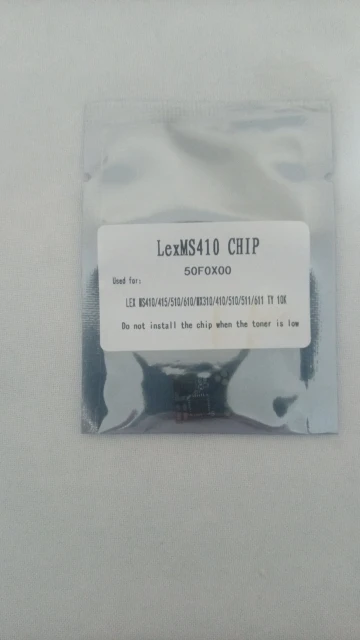 LexMS410 CHIP
50F0X00
Used for:
LEX MS410/415/510/610/MX310/410/510/511/611 TY 10K
Do not install the chip when the toner is low